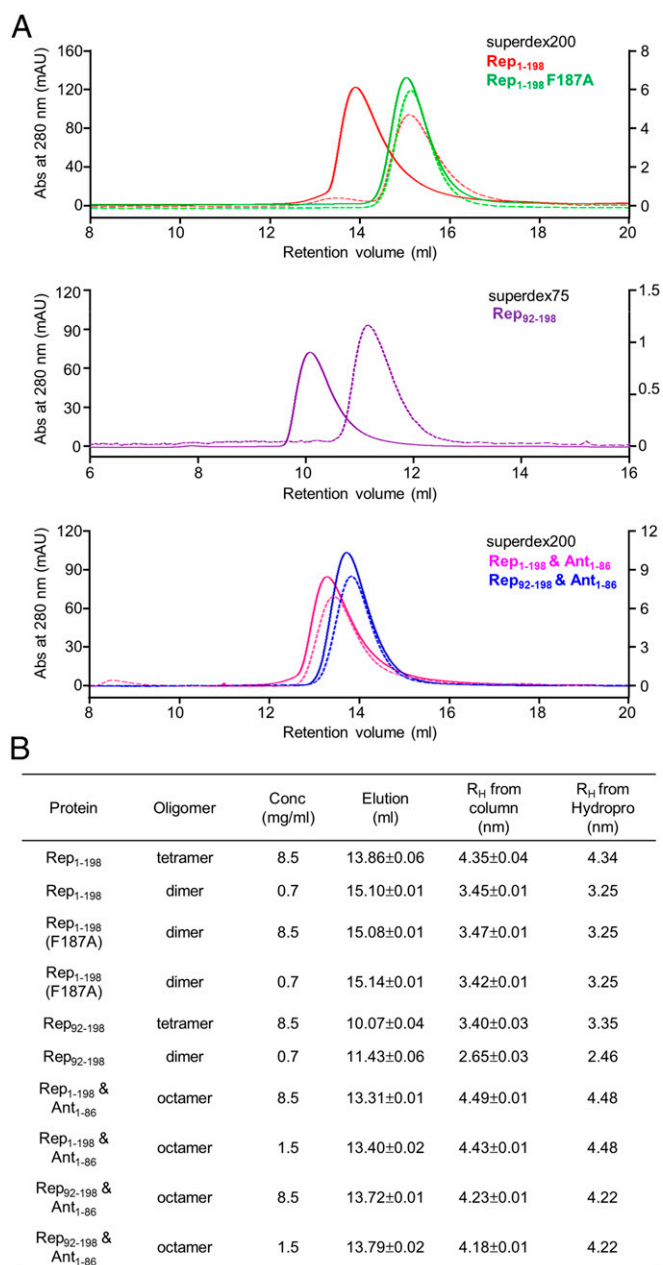 A
superdex200
Rep1-198
Rep1-198 F187A
Abs at 280 nm (mAU)
160
120
80
40
0
8
6
4
2
0
8 10 12 14 16 18 20
Retention volume (ml)
superdex75
Rep92-198
Abs at 280 nm (mAU)
120
90
60
30
0
1.5
1
0.5
0
6 8 10 12 14 16
Retention volume (ml)
superdex200
Rep1-198 & Ant1-86
Rep92-198 & Ant1-86
Abs at 280 nm (mAU)
120
90
60
30
0
12
9
6
3
0
8 10 12 14 16 18 20
Retention volume (ml)
B
Protein Oligomer Conc (mg/ml) Elution (ml) RH from column (nm) RH from Hydropro (nm)
Rep1-198 tetramer 8.5 13.86±0.06 4.35±0.04 4.34
Rep1-198 dimer 0.7 15.10±0.01 3.45±0.01 3.25
Rep1-198 (F187A) dimer 8.5 15.08±0.01 3.47±0.01 3.25
Rep1-198 (F187A) dimer 0.7 15.14±0.01 3.42±0.01 3.25
Rep92-198 tetramer 8.5 10.07±0.04 3.40±0.03 3.35
Rep92-198 dimer 0.7 11.43±0.06 2.65±0.03 2.46
Rep1-198 & Ant1-86 octamer 8.5 13.31±0.01 4.49±0.01 4.48
Rep1-198 & Ant1-86 octamer 1.5 13.40±0.02 4.43±0.01 4.48
Rep92-198 & Ant1-86 octamer 8.5 13.72±0.01 4.23±0.01 4.22
Rep92-198 & Ant1-86 octamer 1.5 13.79±0.02 4.18±0.01 4.22